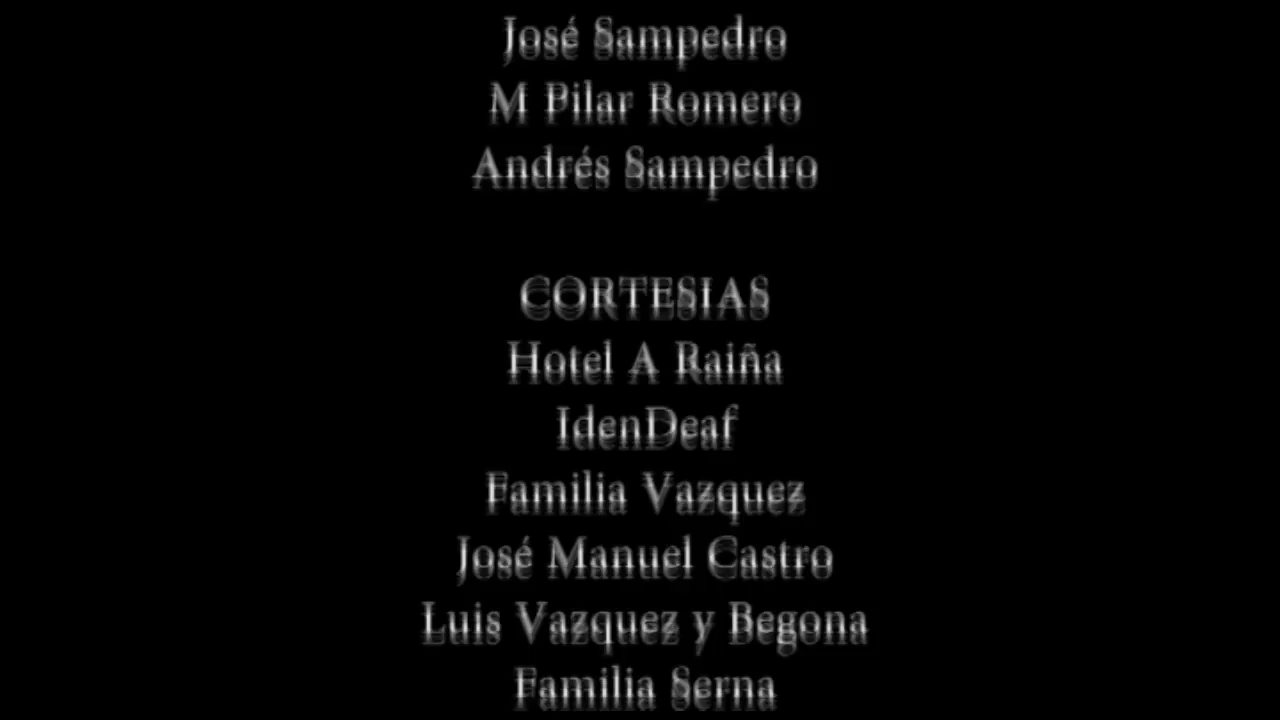 José Sampedro
M Pilar Romero
Andrés Sampedro
CORTESIAS
Hotel A Raiña
IdenDeaf
Familia Vazquez
José Manuel Castro
Luis Vazquez y Begona
Familia Serna